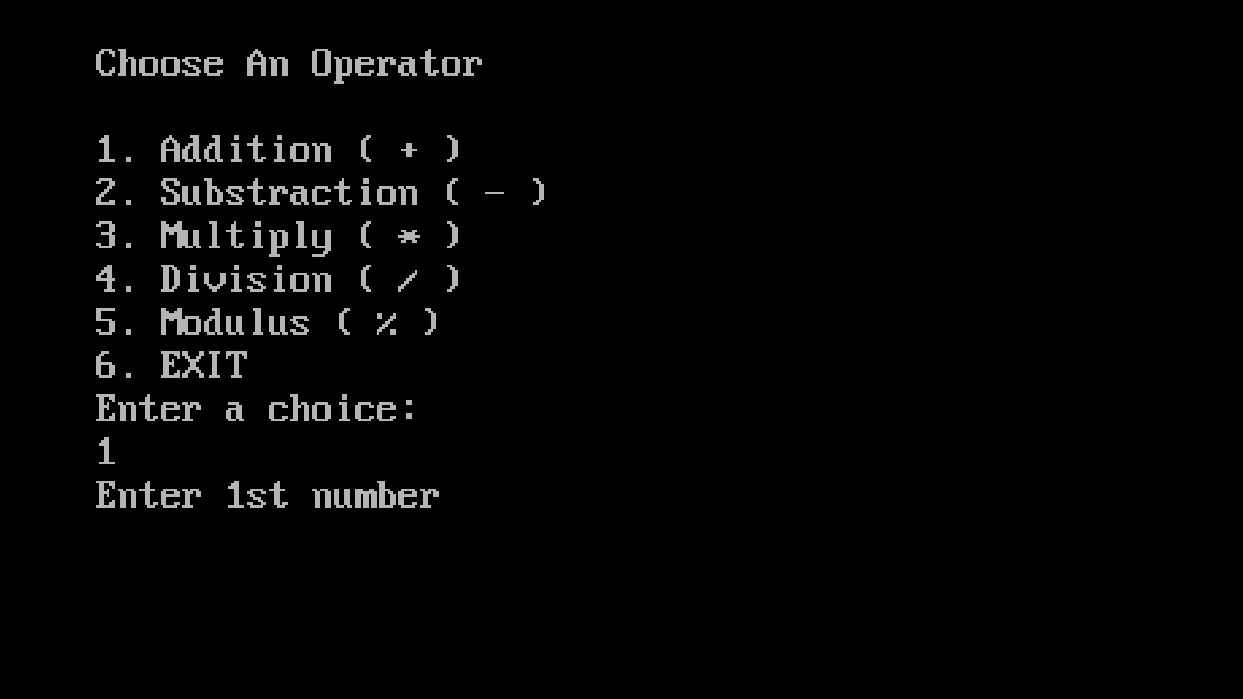 Choose An Operator
1. Addition ( + )
2. Substraction ( - )
3. Multiply ( * )
4. Division ( / )
5. Modulus ( % )
6. EXIT
Enter a choice:
1
Enter 1st number